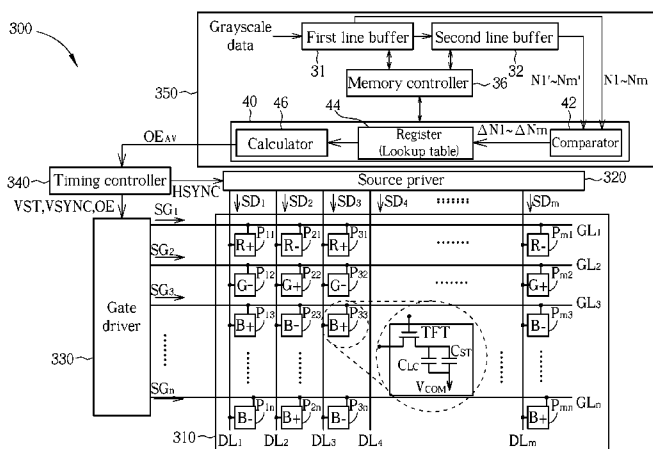 300
Grayscale data
First line buffer
31
Second line buffer
32
Memory controller
36
350
N1'~Nm'
N1~Nm
40
46
44
42
OEAV
Calculator
Register (Lookup table)
ΔN1~ΔNm
Comparator
340
Timing controller
HSYNC
Source priver
320
VST,VSYNC,OE
SD1
SD2
SD3
SD4
SDm
SG1
P11
P21
P31
Pm1
GL1
R+
R-
R+
R-
SG2
P12
P22
P32
Pm2
GL2
G-
G+
G-
G+
SG3
P13
P23
P33
Pm3
GL3
B+
B-
B+
B-
Gate driver
330
TFT
CLC
CST
VCOM
SGn
P1n
P2n
P3n
Pmn
GLn
B-
B+
B-
B+
310
DL1
DL2
DL3
DL4
DLm